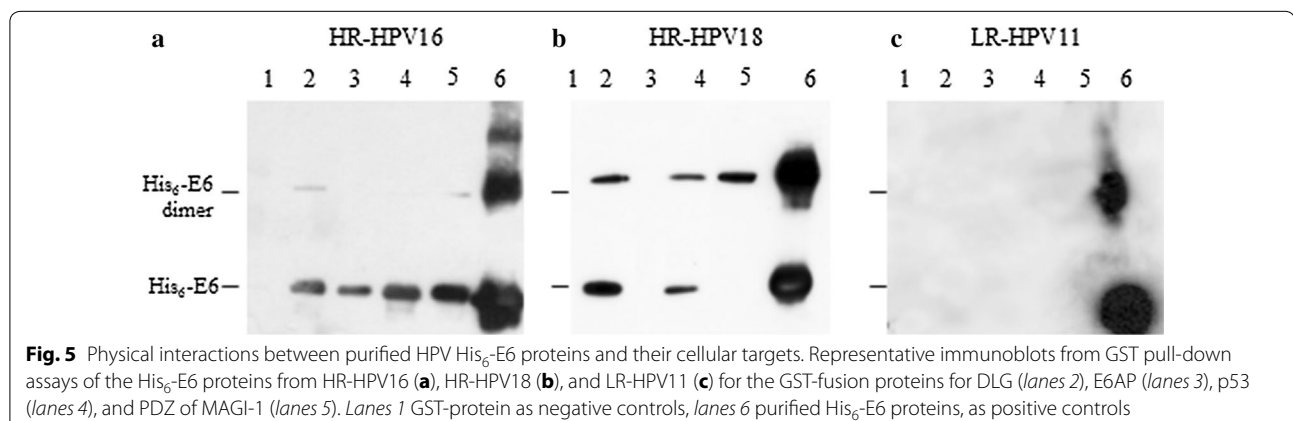 a HR-HPV16 b HR-HPV18 c LR-HPV11
1 2 3 4 5 6 1 2 3 4 5 6 1 2 3 4 5 6
His₆-E6
dimer
His₆-E6
Fig. 5 Physical interactions between purified HPV His₆-E6 proteins and their cellular targets. Representative immunoblots from GST pull-down
assays of the His₆-E6 proteins from HR-HPV16 (a), HR-HPV18 (b), and LR-HPV11 (c) for the GST-fusion proteins for DLG (lanes 2), E6AP (lanes 3), p53
(lanes 4), and PDZ of MAGI-1 (lanes 5). Lanes 1 GST-protein as negative controls, lanes 6 purified His₆-E6 proteins, as positive controls